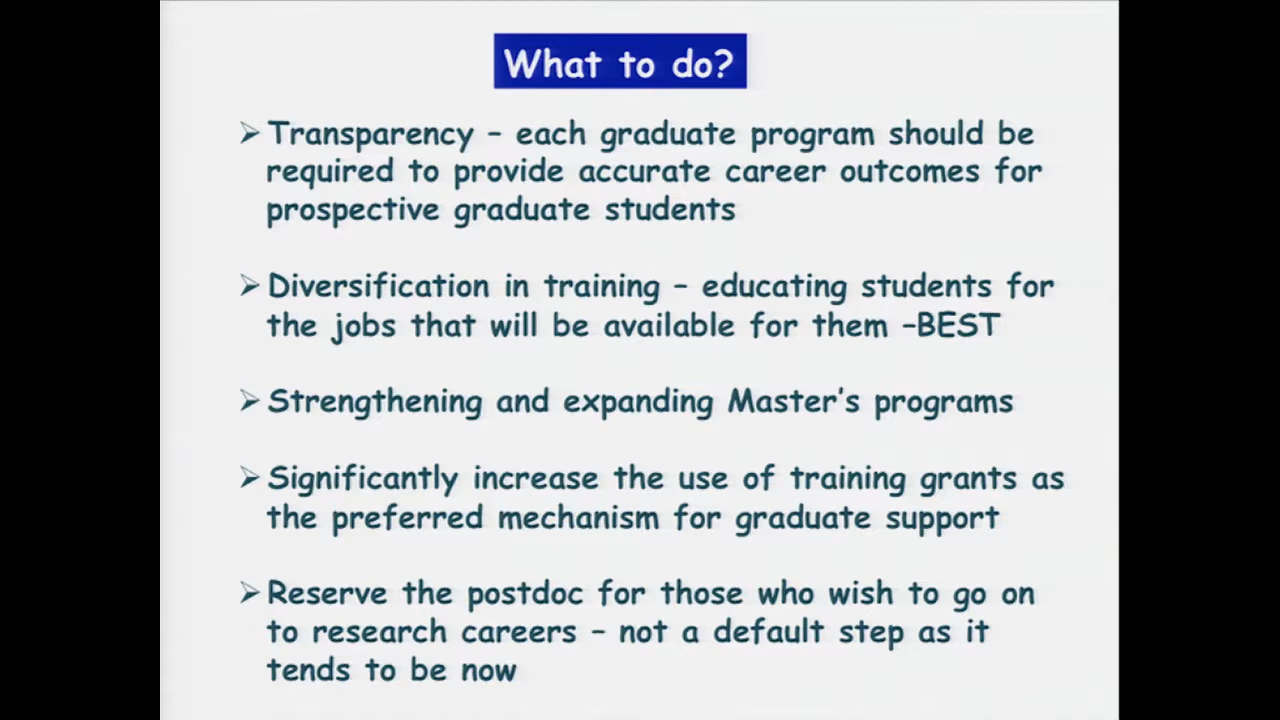 What to do?
➢ Transparency – each graduate program should be
required to provide accurate career outcomes for
prospective graduate students
➢ Diversification in training – educating students for
the jobs that will be available for them –BEST
➢ Strengthening and expanding Master's programs
➢ Significantly increase the use of training grants as
the preferred mechanism for graduate support
➢ Reserve the postdoc for those who wish to go on
to research careers – not a default step as it
tends to be now